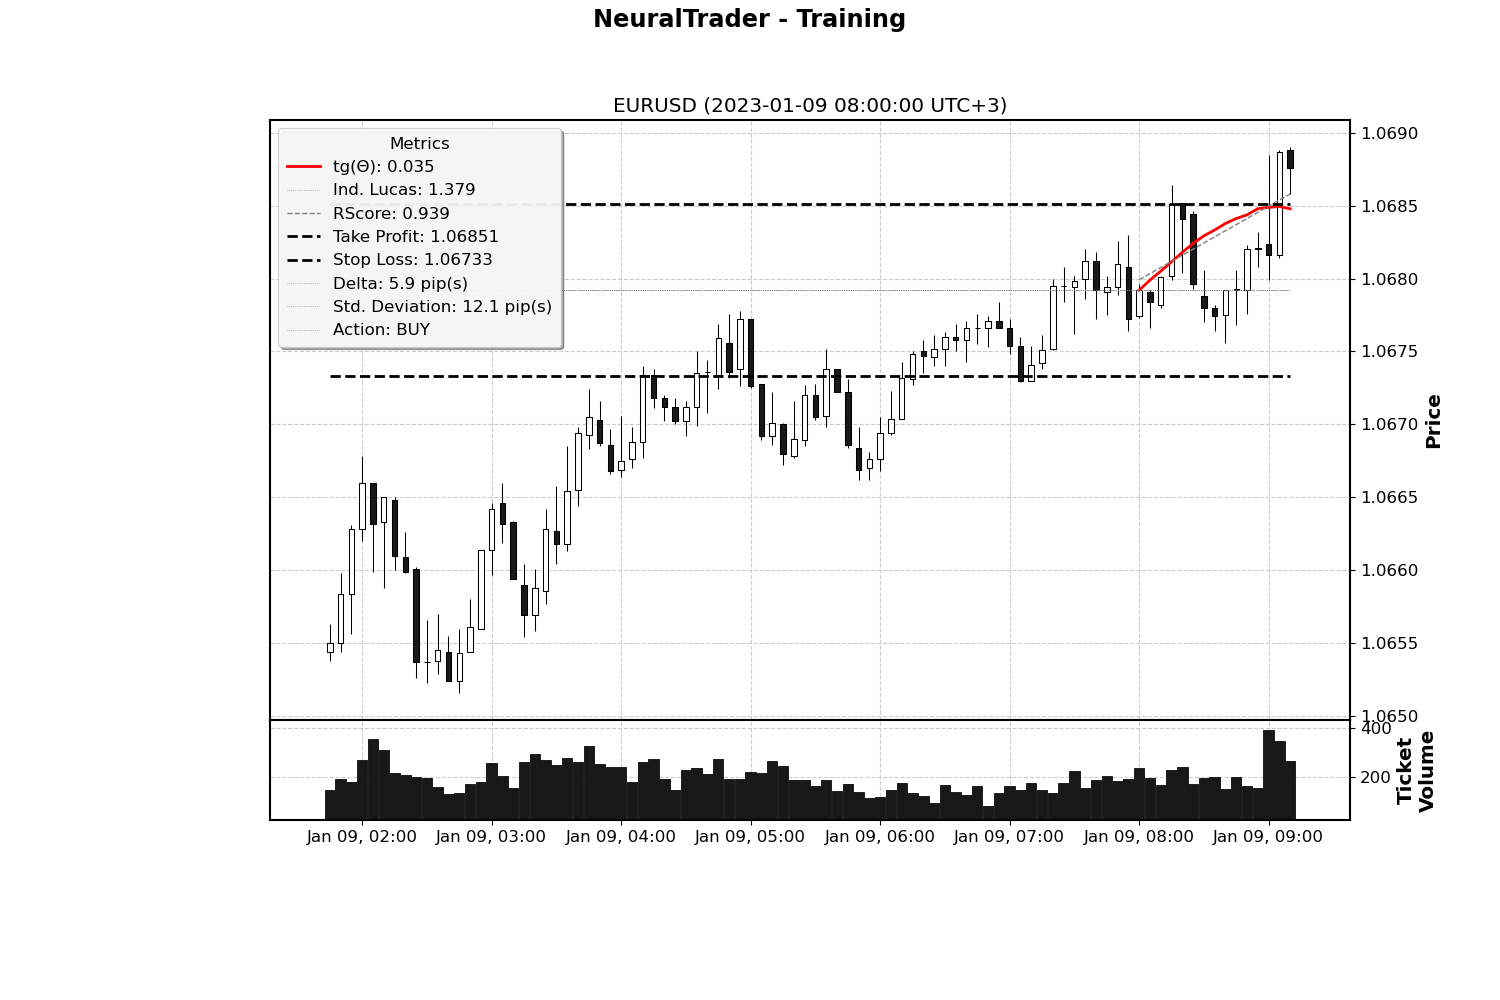 NeuralTrader - Training
EURUSD (2023-01-09 08:00:00 UTC+3)
Metrics
tg(Θ): 0.035
Ind. Lucas: 1.379
RScore: 0.939
Take Profit: 1.06851
Stop Loss: 1.06733
Delta: 5.9 pip(s)
Std. Deviation: 12.1 pip(s)
Action: BUY
1.0690
1.0685
1.0680
1.0675
1.0670
1.0665
1.0660
1.0655
1.0650
Price
400
200
Ticket
Volume
Jan 09, 02:00 Jan 09, 03:00 Jan 09, 04:00 Jan 09, 05:00 Jan 09, 06:00 Jan 09, 07:00 Jan 09, 08:00 Jan 09, 09:00